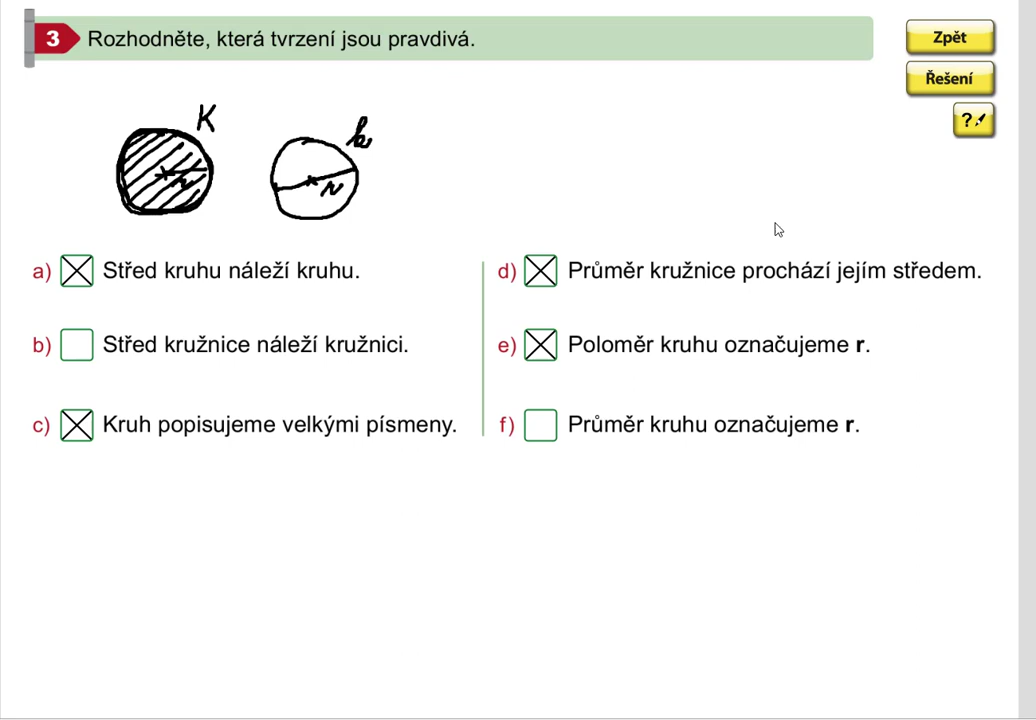 3 Rozhodněte, která tvrzení jsou pravdivá.
Zpět
Řešení
?
K
k
r
r
a) Střed kruhu náleží kruhu.
b) Střed kružnice náleží kružnici.
c) Kruh popisujeme velkými písmeny.
d) Průměr kružnice prochází jejím středem.
e) Poloměr kruhu označujeme r.
f) Průměr kruhu označujeme r.